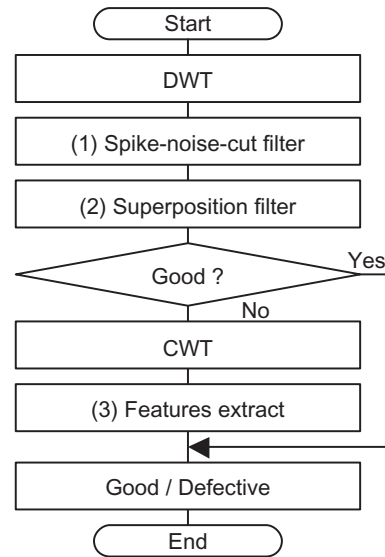 Start
DWT
(1) Spike-noise-cut filter
(2) Superposition filter
Good ?
Yes
No
CWT
(3) Features extract
Good / Defective
End